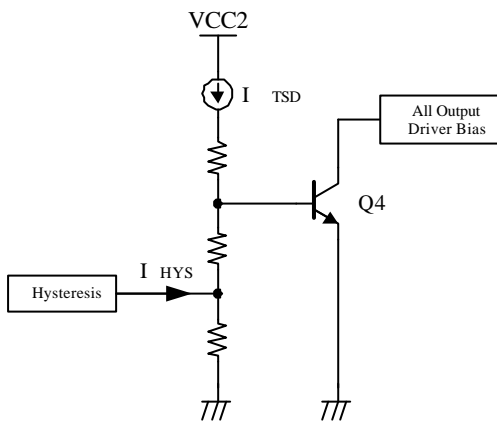 VCC2
I TSD
All Output
Driver Bias
Q4
I HYS
Hysteresis